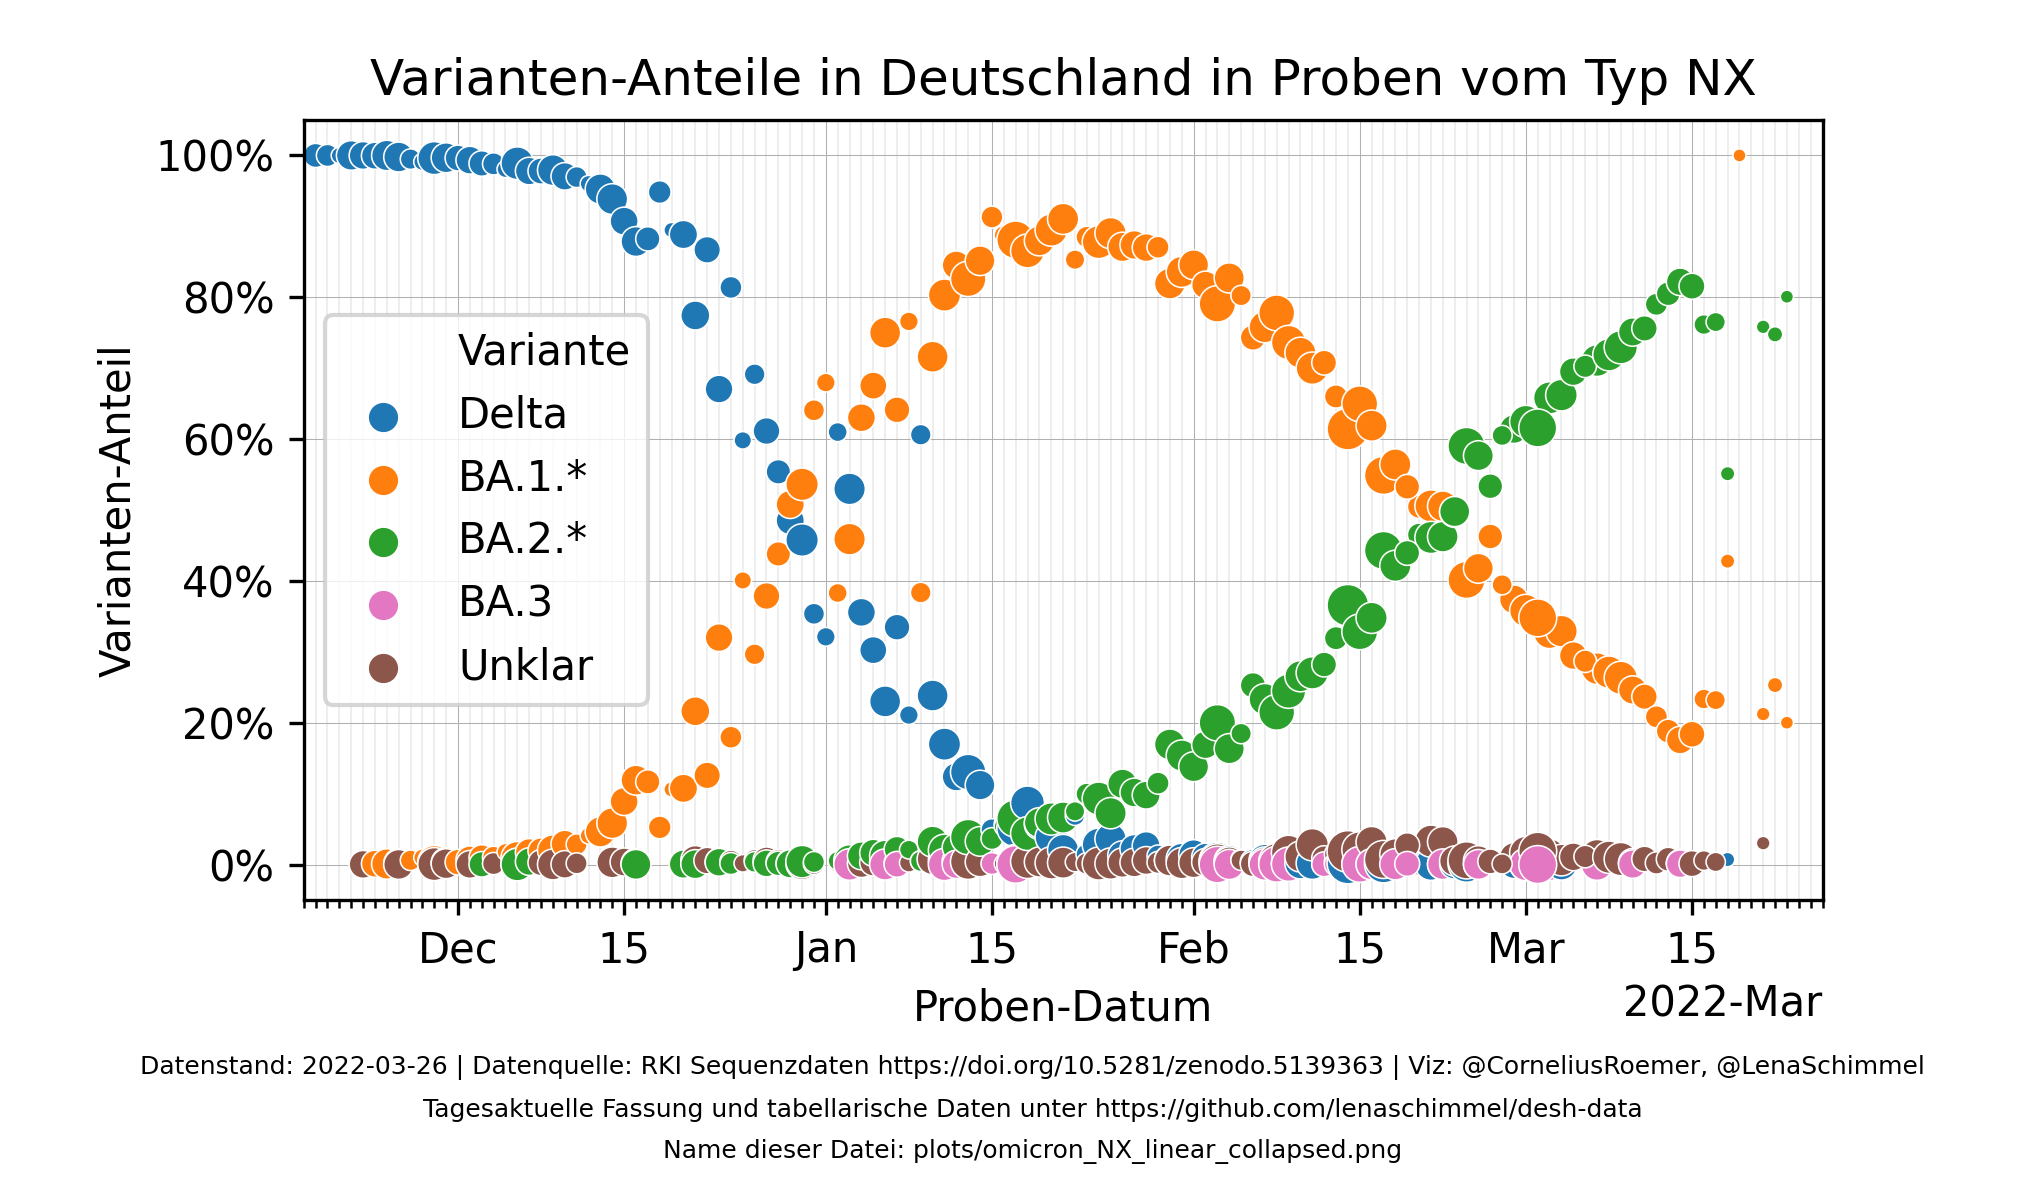 Varianten-Anteile in Deutschland in Proben vom Typ NX
100%
80%
60%
40%
20%
0%
Varianten-Anteil
Variante
Delta
BA.1.*
BA.2.*
BA.3
Unklar
Dec 15 Jan 15 Feb 15 Mar 15
Proben-Datum
2022-Mar
Datenstand: 2022-03-26 | Datenquelle: RKI Sequenzdaten https://doi.org/10.5281/zenodo.5139363 | Viz: @CorneliusRoemer, @LenaSchimmel
Tagesaktuelle Fassung und tabellarische Daten unter https://github.com/lenaschimmel/desh-data
Name dieser Datei: plots/omicron_NX_linear_collapsed.png